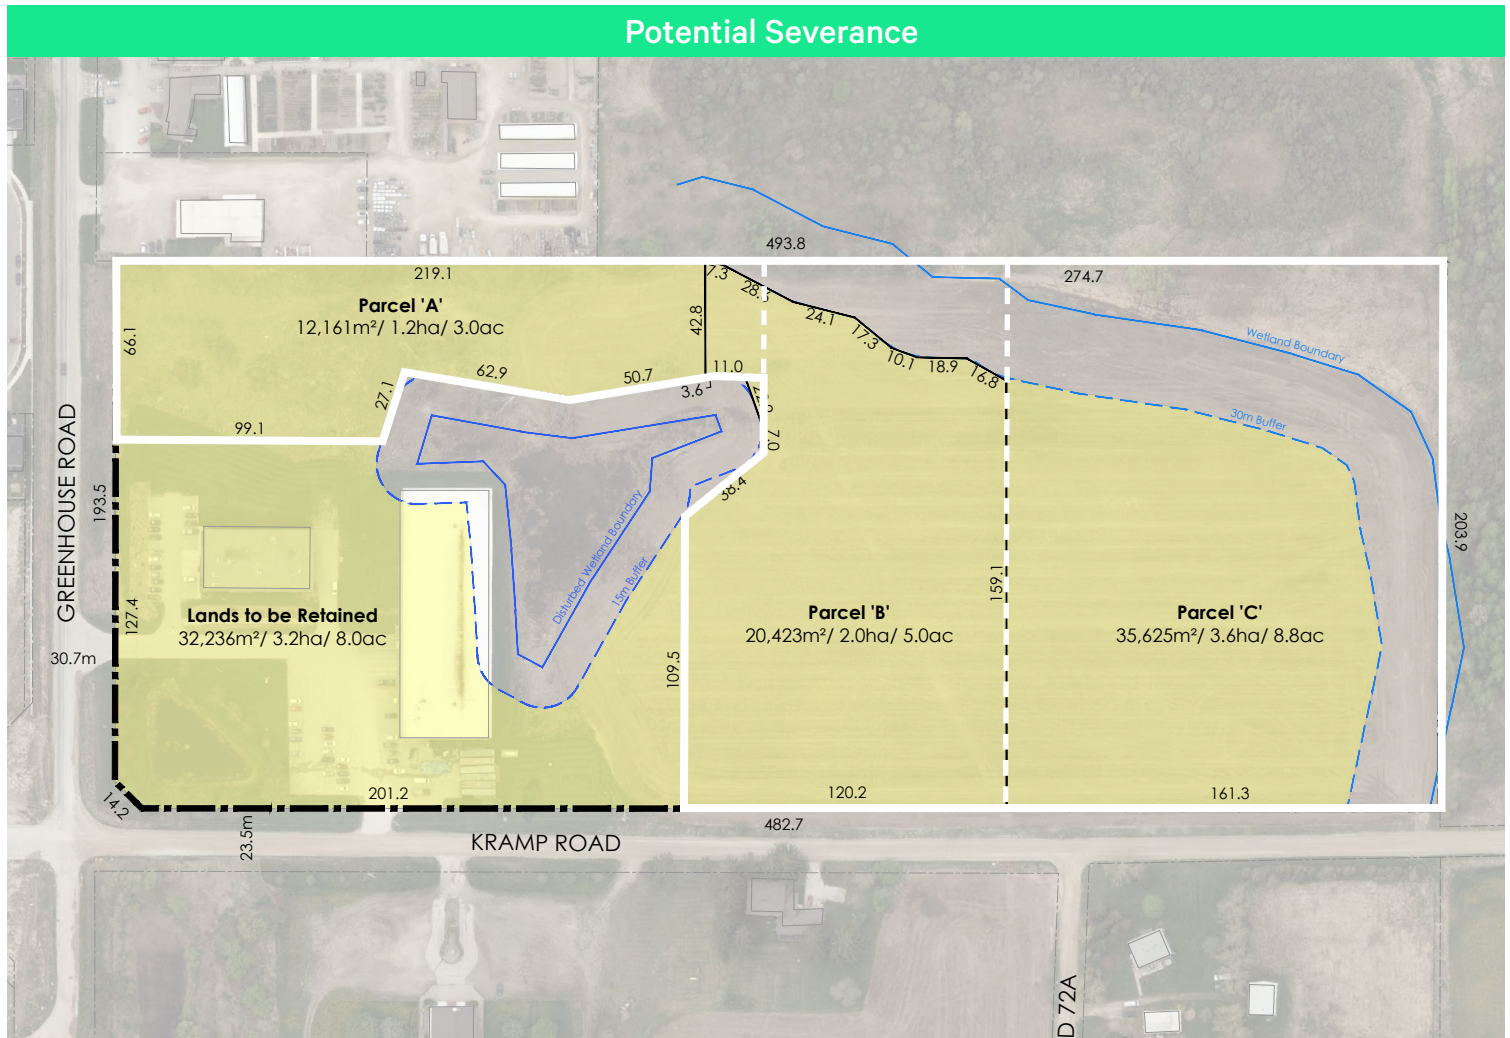 Potential Severance
493.8
219.1
7.3
274.7
28.
Parcel 'A'
12,161m²/ 1.2ha/ 3.0ac
66.1
42.8
24.1
17.3
10.1
18.9
16.8
Wetland Boundary
27.1
62.9
50.7
11.0
3.6
30m Buffer
99.1
7.0
GREENHOUSE ROAD
193.5
38.4
203.9
Disturbed Wetland Boundary
15m Buffer
159.1
127.4
Lands to be Retained
32,236m²/ 3.2ha/ 8.0ac
Parcel 'B'
20,423m²/ 2.0ha/ 5.0ac
Parcel 'C'
35,625m²/ 3.6ha/ 8.8ac
30.7m
109.5
14.2
201.2
120.2
161.3
23.5m
482.7
KRAMP ROAD
D 72A